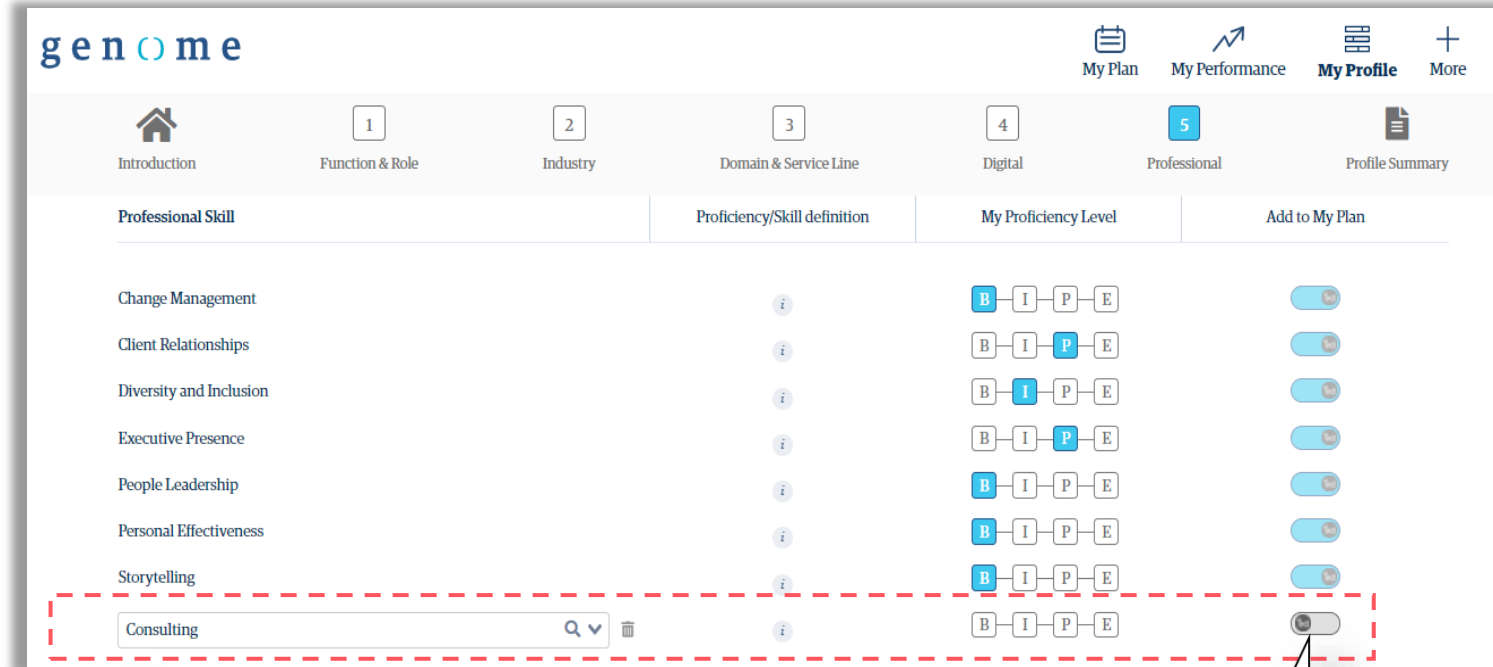 genome
My Plan My Performance My Profile More
1 2 3 4 5
Introduction Function & Role Industry Domain & Service Line Digital Professional Profile Summary
Professional Skill Proficiency/Skill definition My Proficiency Level Add to My Plan
Change Management i B I P E
Client Relationships i B I P E
Diversity and Inclusion i B I P E
Executive Presence i B I P E
People Leadership i B I P E
Personal Effectiveness i B I P E
Storytelling i B I P E
Consulting i B I P E